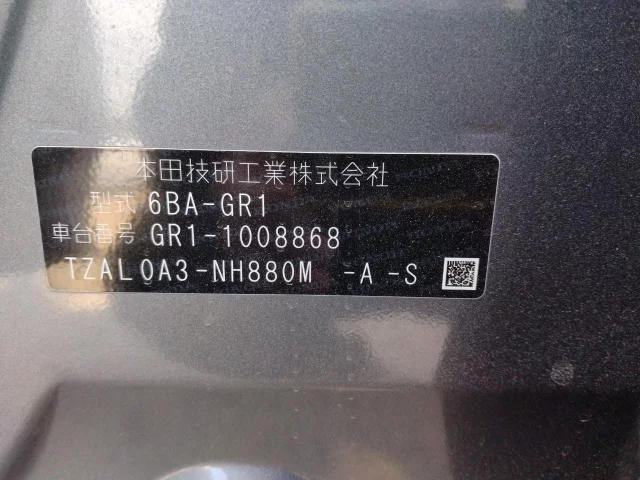 本田技研工業株式会社
型式 6BA-GR1
車台番号 GR1-1008868
TZAL0A3-NH880M -A -S